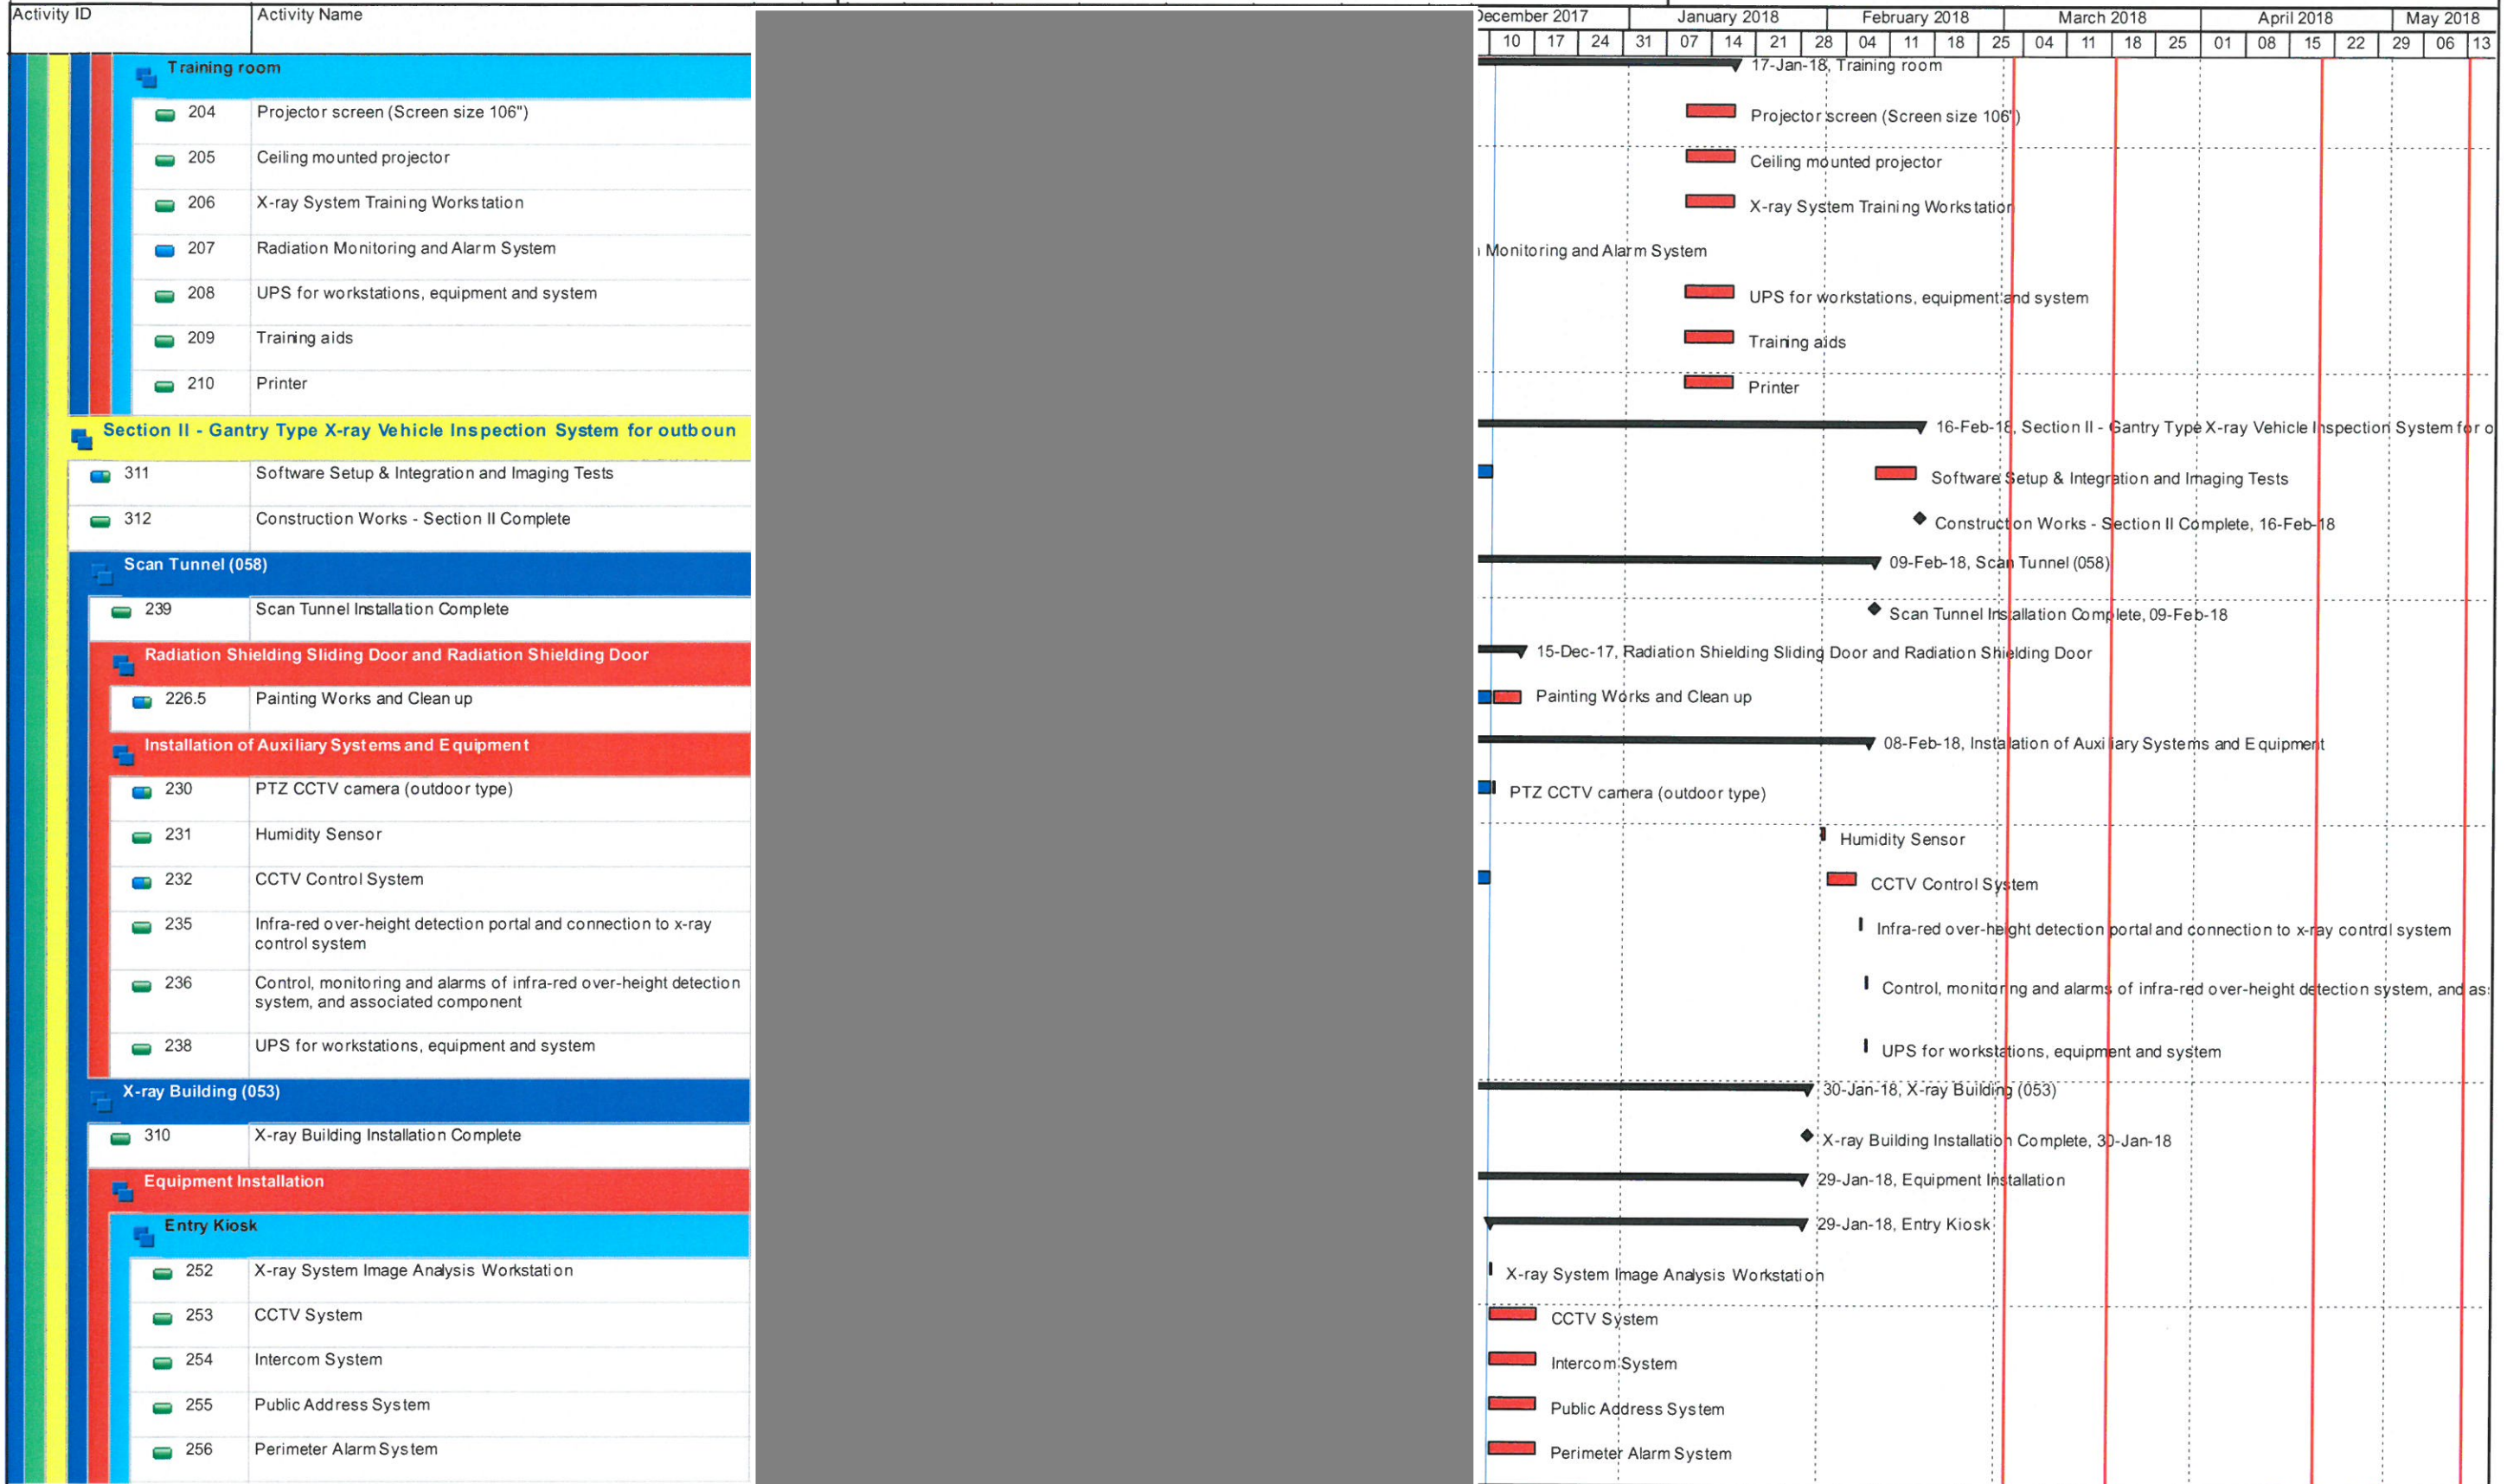 Activity ID Activity Name
December 2017 January 2018 February 2018 March 2018 April 2018 May 2018
10 17 24 31 07 14 21 28 04 11 18 25 04 11 18 25 01 08 15 22 29 06 13
Training room 17-Jan-18, Training room
204 Projector screen (Screen size 106") Projector screen (Screen size 106")
205 Ceiling mounted projector Ceiling mounted projector
206 X-ray System Training Workstation X-ray System Training Workstation
207 Radiation Monitoring and Alarm System Monitoring and Alarm System
208 UPS for workstations, equipment and system UPS for workstations, equipment and system
209 Training aids Training aids
210 Printer Printer
Section II - Gantry Type X-ray Vehicle Inspection System for outboun 16-Feb-18, Section II - Gantry Type X-ray Vehicle Inspection System for o
311 Software Setup & Integration and Imaging Tests Software Setup & Integration and Imaging Tests
312 Construction Works - Section II Complete Construction Works - Section II Complete, 16-Feb-18
Scan Tunnel (058) 09-Feb-18, Scan Tunnel (058)
239 Scan Tunnel Installation Complete Scan Tunnel Installation Complete, 09-Feb-18
Radiation Shielding Sliding Door and Radiation Shielding Door 15-Dec-17, Radiation Shielding Sliding Door and Radiation Shielding Door
226.5 Painting Works and Clean up Painting Works and Clean up
Installation of Auxiliary Systems and Equipment 08-Feb-18, Installation of Auxiliary Systems and Equipment
230 PTZ CCTV camera (outdoor type) PTZ CCTV camera (outdoor type)
231 Humidity Sensor Humidity Sensor
232 CCTV Control System CCTV Control System
235 Infra-red over-height detection portal and connection to x-ray
control system Infra-red over-height detection portal and connection to x-ray control system
236 Control, monitoring and alarms of infra-red over-height detection
system, and associated component Control, monitoring and alarms of infra-red over-height detection system, and as
238 UPS for workstations, equipment and system UPS for workstations, equipment and system
X-ray Building (053) 30-Jan-18, X-ray Building (053)
310 X-ray Building Installation Complete X-ray Building Installation Complete, 30-Jan-18
Equipment Installation 29-Jan-18, Equipment Installation
Entry Kiosk 29-Jan-18, Entry Kiosk
252 X-ray System Image Analysis Workstation X-ray System Image Analysis Workstation
253 CCTV System CCTV System
254 Intercom System Intercom System
255 Public Address System Public Address System
256 Perimeter Alarm System Perimeter Alarm System